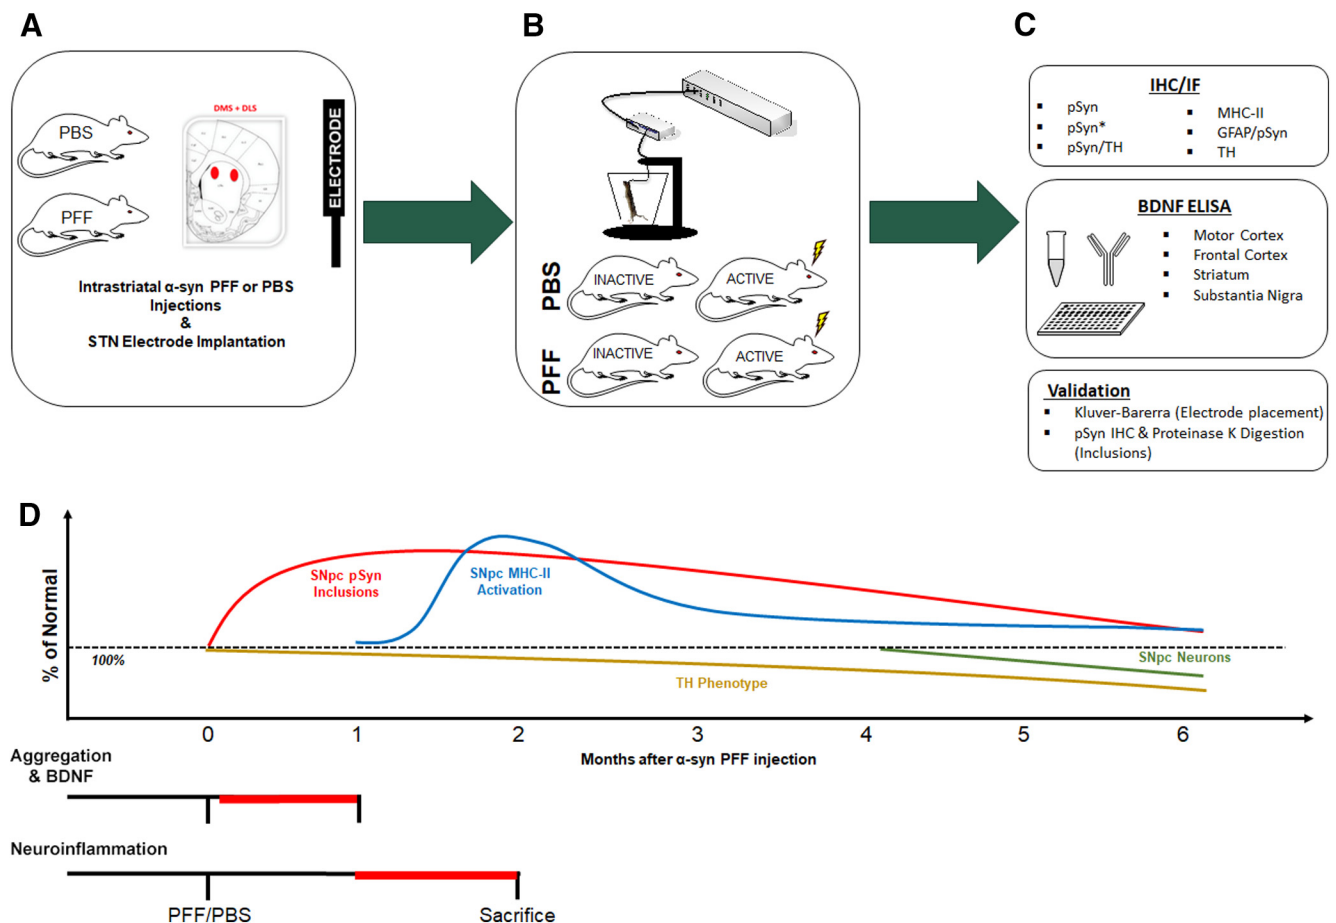 A
B
C
PBS
PFF
DMS + DLS
ELECTRODE
Intrastriatal α-syn PFF or PBS
Injections
&
STN Electrode Implantation
PBS
INACTIVE
ACTIVE
PFF
INACTIVE
ACTIVE
IHC/IF
▪ pSyn
▪ pSyn*
▪ pSyn/TH
▪ MHC-II
▪ GFAP/pSyn
▪ TH
BDNF ELISA
▪ Motor Cortex
▪ Frontal Cortex
▪ Striatum
▪ Substantia Nigra
Validation
▪ Kluver-Barerra (Electrode placement)
▪ pSyn IHC & Proteinase K Digestion
(Inclusions)
D
% of Normal
100%
SNpc pSyn
Inclusions
SNpc MHC-II
Activation
SNpc Neurons
TH Phenotype
0 1 2 3 4 5 6
Months after α-syn PFF injection
Aggregation
& BDNF
Neuroinflammation
PFF/PBS
Sacrifice